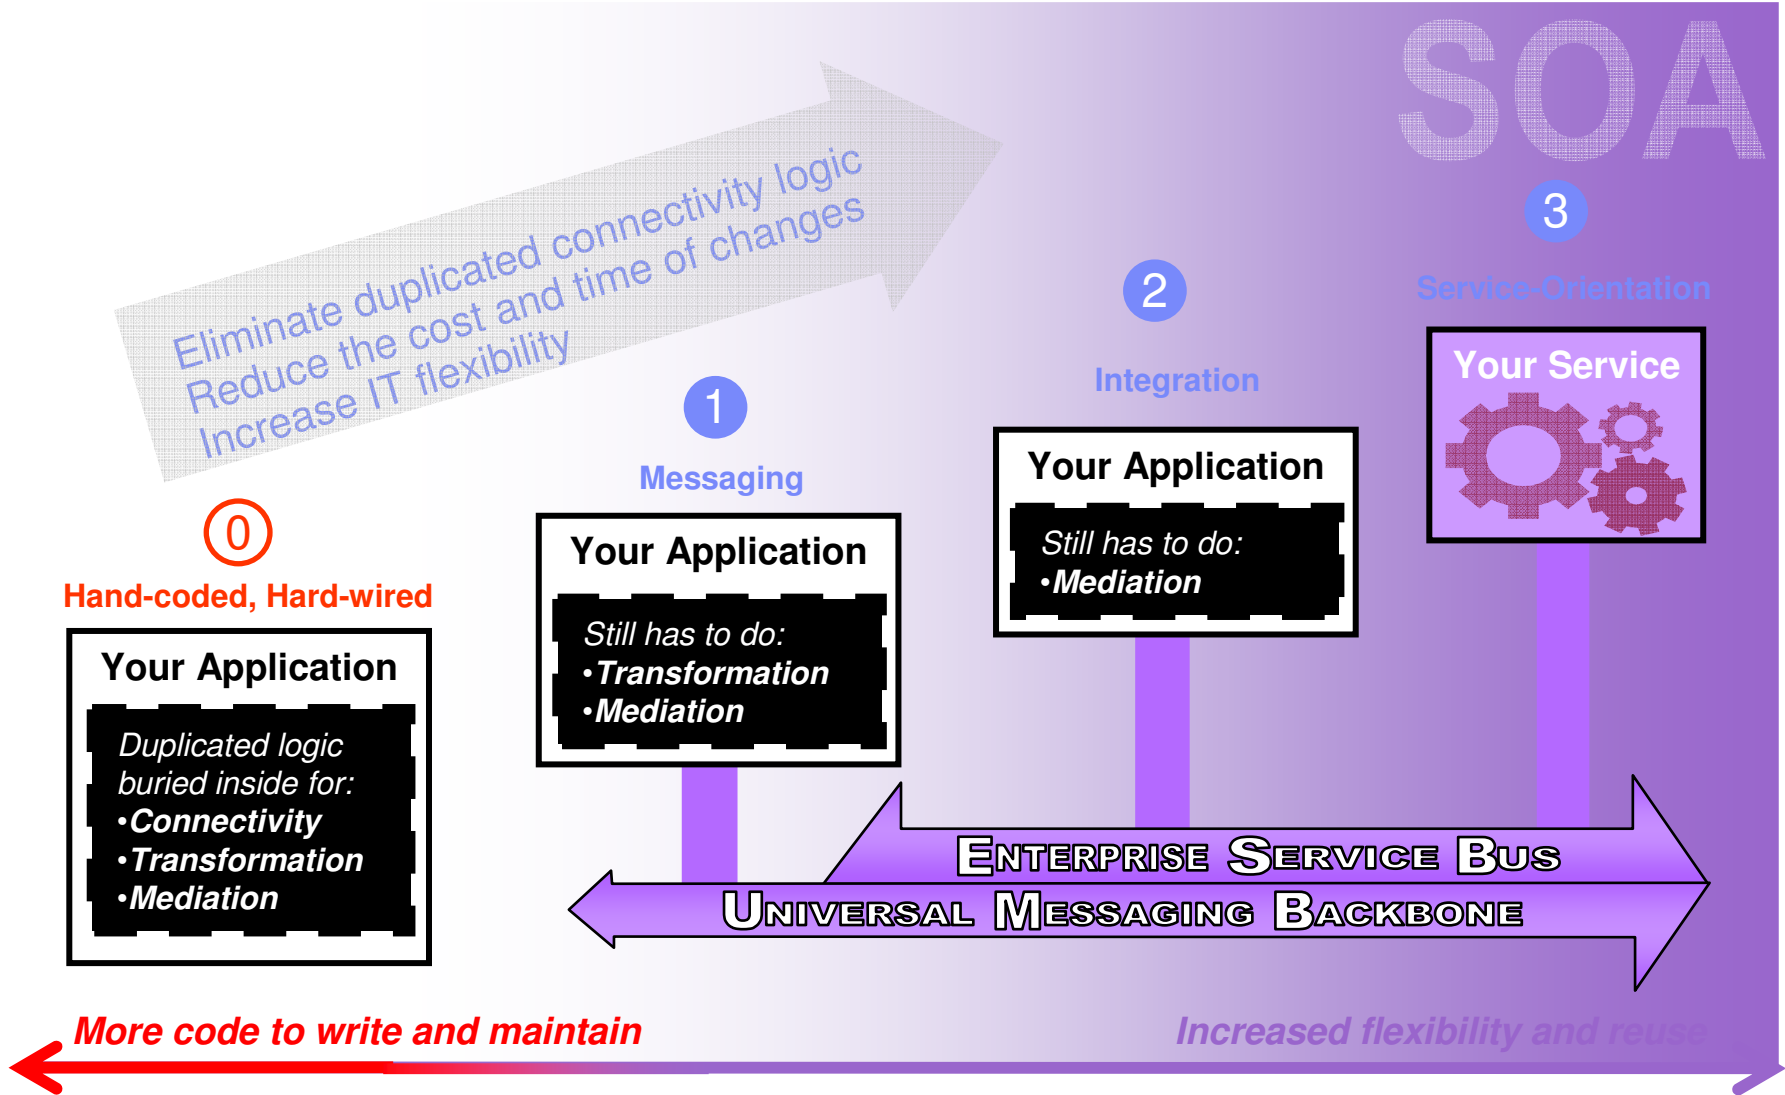 SOA
Eliminate duplicated connectivity logic
Reduce the cost and time of changes
Increase IT flexibility
0
Hand-coded, Hard-wired
Your Application
Duplicated logic
buried inside for:
•Connectivity
•Transformation
•Mediation
1
Messaging
Your Application
Still has to do:
•Transformation
•Mediation
2
Integration
Your Application
Still has to do:
•Mediation
3
Service-Orientation
Your Service
ENTERPRISE SERVICE BUS
UNIVERSAL MESSAGING BACKBONE
More code to write and maintain
Increased flexibility and reuse